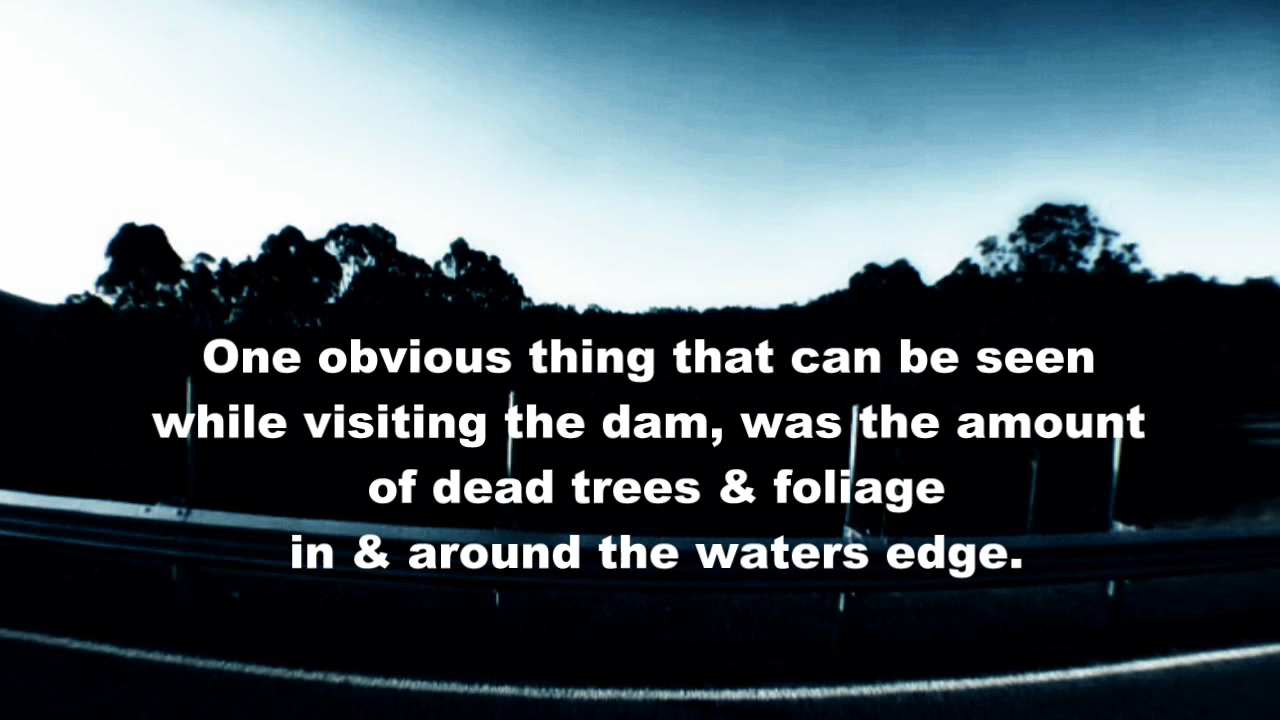 One obvious thing that can be seen
while visiting the dam, was the amount
of dead trees & foliage
in & around the waters edge.